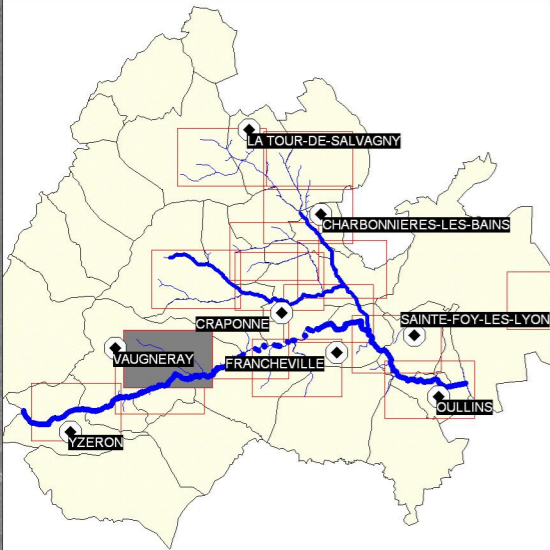 LA TOUR-DE-SALVAGNY
CHARBONNIERES-LES-BAINS
CRAPONNE
SAINTE-FOY-LES-LYON
VAUGNERAY
FRANCHEVILLE
OULLINS
YZERON